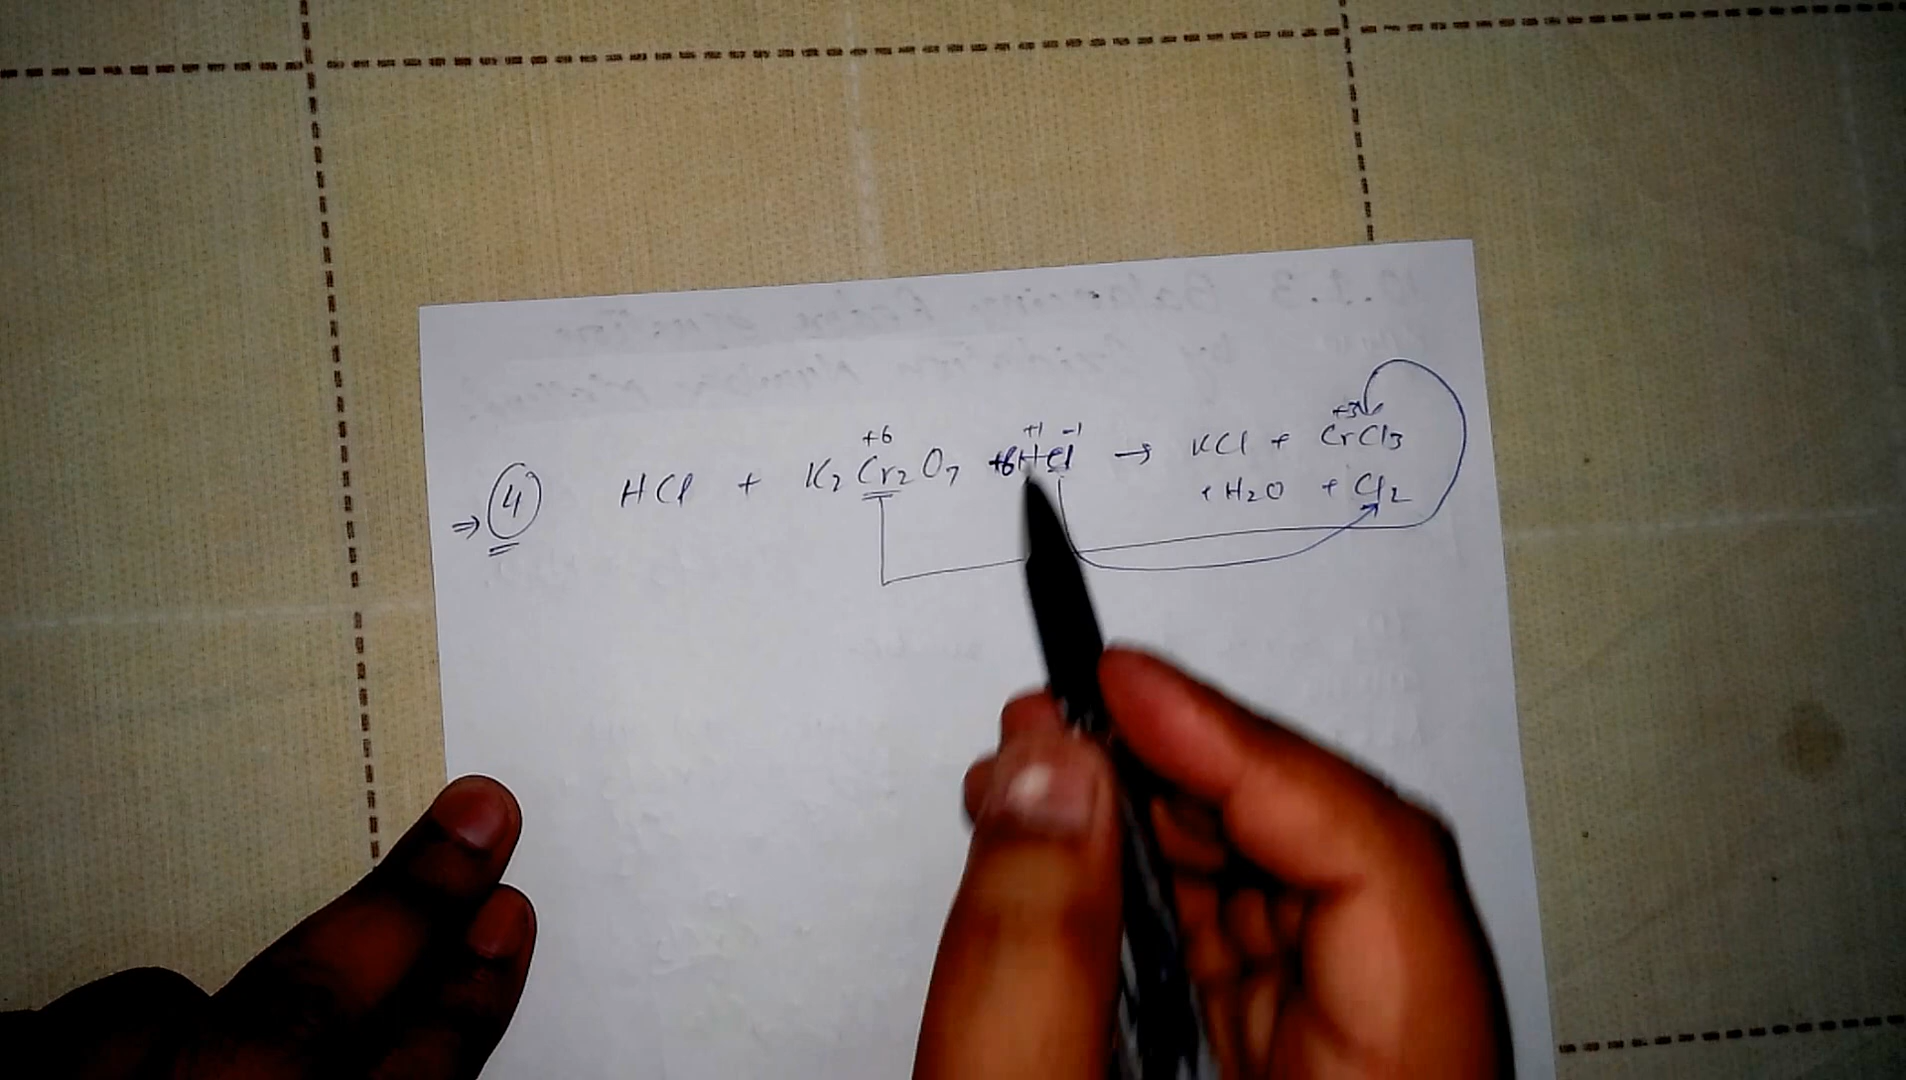 +6 +1 -1 +3
⇒ 4 HCl + K2Cr2O7 +6HCl → KCl + CrCl3
+ H2O + Cl2